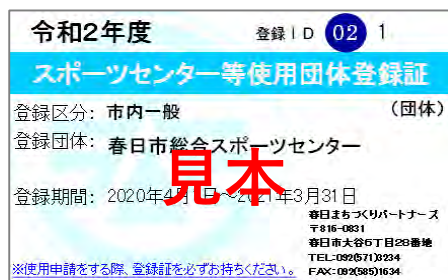 令和2年度 登録ID 02 1
スポーツセンター等使用団体登録証
登録区分: 市内一般 (団体)
登録団体: 春日市総合スポーツセンター
見本
登録期間: 2020年4月1日～2021年3月31日
春日まちづくりパートナーズ
〒816-0831
春日市大谷6丁目28番地
TEL:092(571)3234
FAX:092(585)1634
※使用申請をする際、登録証を必ずお持ちください。